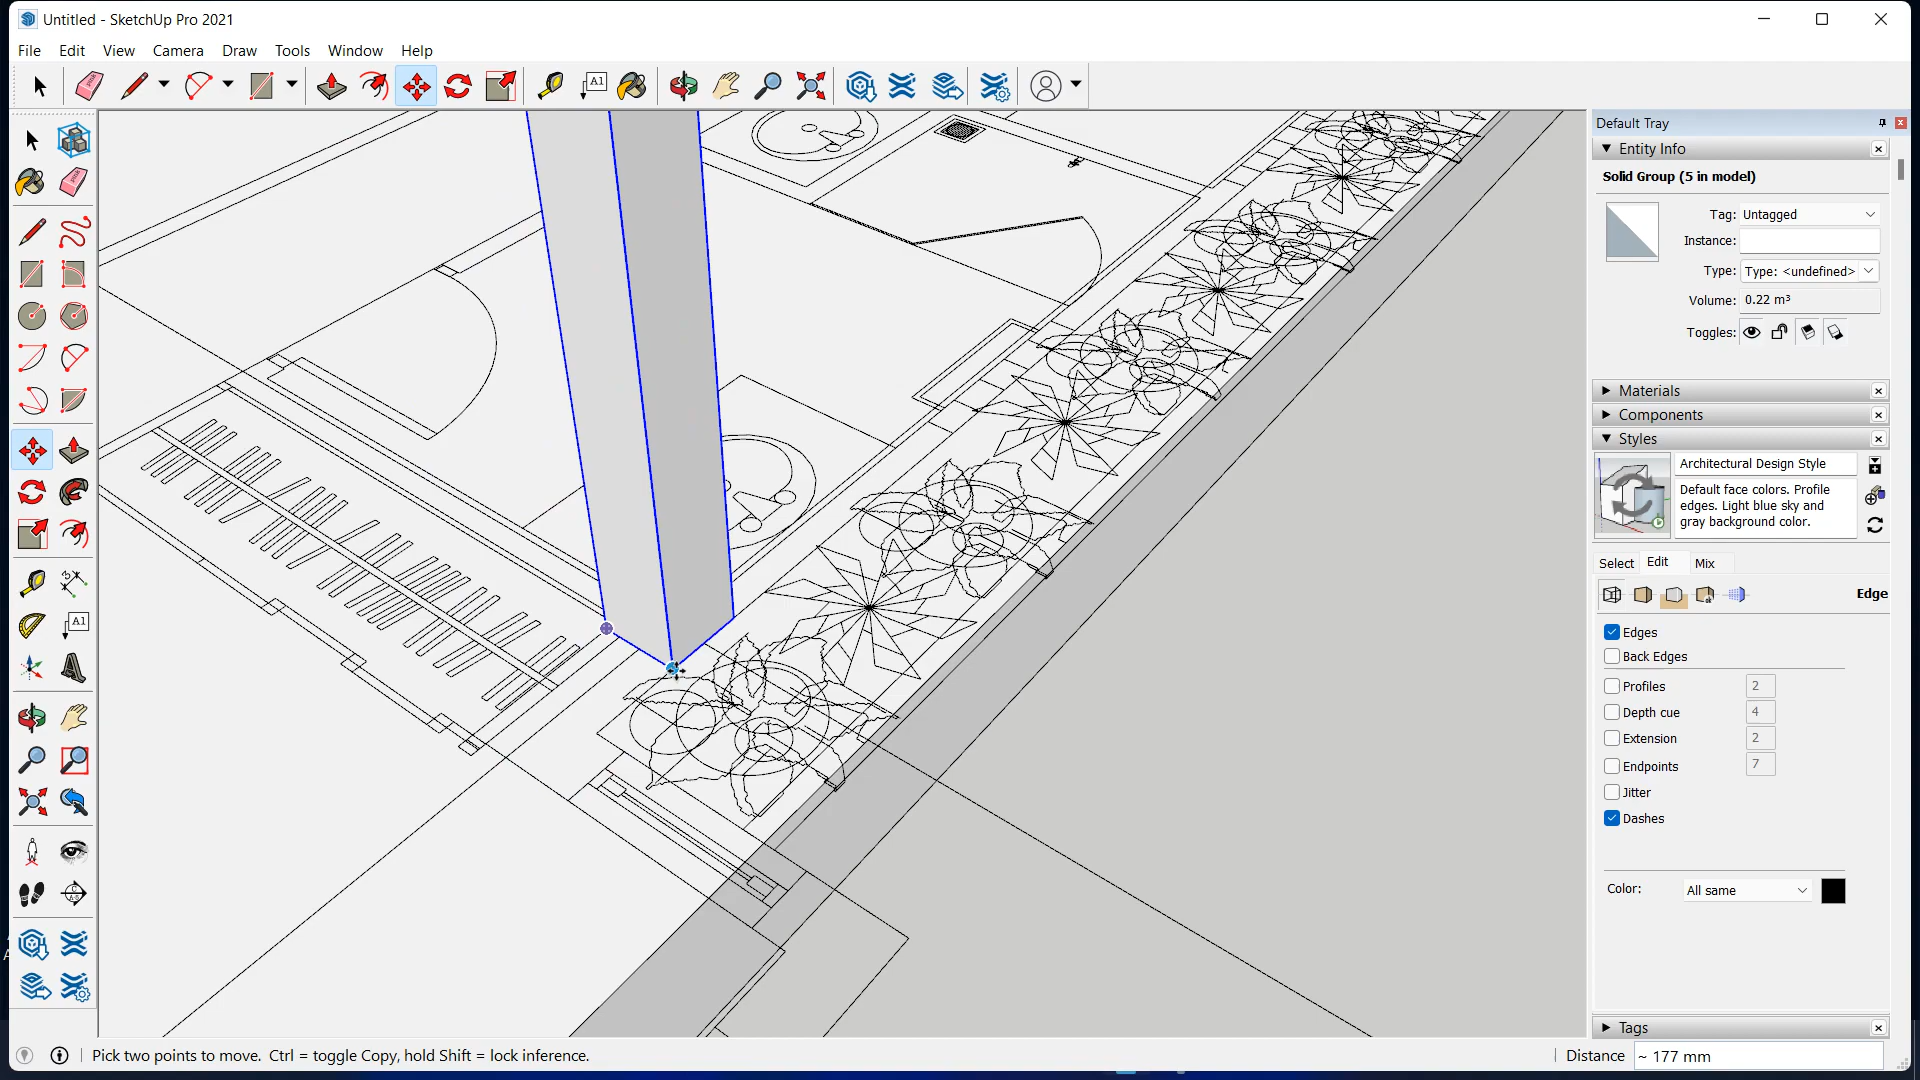 Untitled - SketchUp Pro 2021
File Edit View Camera Draw Tools Window Help
A1
Default Tray
Entity Info
Solid Group (5 in model)
Tag: Untagged
Instance:
Type: Type: <undefined>
Volume: 0.22 m³
Toggles:
Materials
Components
Styles
Architectural Design Style
Default face colors. Profile
edges. Light blue sky and
gray background color.
Select Edit Mix
Edge
Edges
Back Edges
Profiles 2
Depth cue 4
Extension 2
Endpoints 7
Jitter
Dashes
Color: All same
Tags
A1
Pick two points to move. Ctrl = toggle Copy, hold Shift = lock inference.
Distance ~ 177 mm